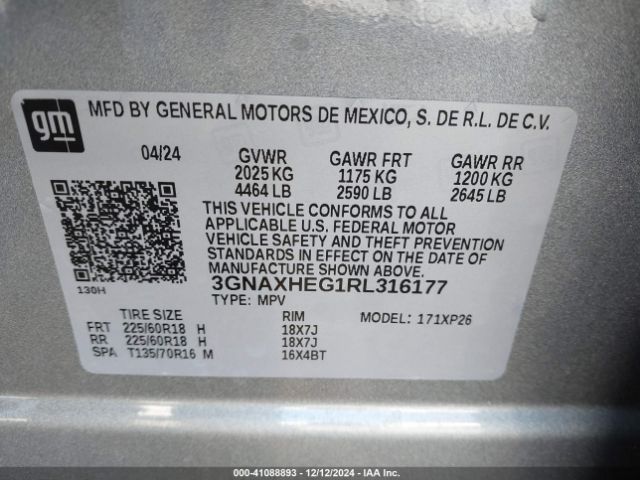 gm
MFD BY GENERAL MOTORS DE MEXICO, S. DE R.L. DE C.V.
04/24 GVWR GAWR FRT GAWR RR
2025 KG 1175 KG 1200 KG
4464 LB 2590 LB 2645 LB
THIS VEHICLE CONFORMS TO ALL
APPLICABLE U.S. FEDERAL MOTOR
VEHICLE SAFETY AND THEFT PREVENTION
STANDARDS IN EFFECT ON THE DATE OF
MANUFACTURE SHOWN ABOVE.
130H
3GNAXHEG1RL316177
TYPE: MPV
TIRE SIZE RIM MODEL: 171XP26
FRT 225/60R18 H 18X7J
RR 225/60R18 H 18X7J
SPA T135/70R16 M 16X4BT
000-41088893 - 12/12/2024 - IAA Inc.